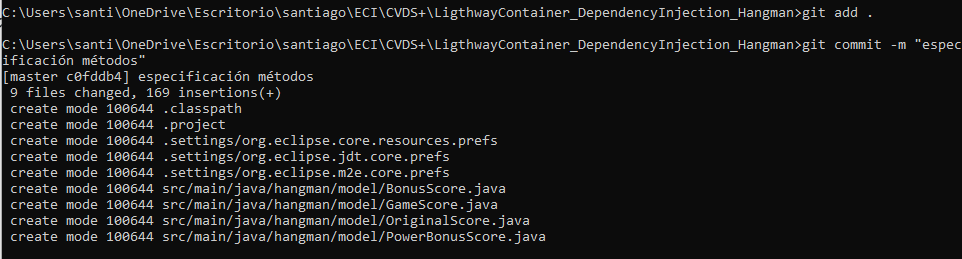 C:\Users\santi\OneDrive\Escritorio\santiago\ECI\CVDS+\LigthwayContainer_DependencyInjection_Hangman>git add .
C:\Users\santi\OneDrive\Escritorio\santiago\ECI\CVDS+\LigthwayContainer_DependencyInjection_Hangman>git commit -m "espec
ificación métodos"
[master c0fddb4] especificación métodos
 9 files changed, 169 insertions(+)
 create mode 100644 .classpath
 create mode 100644 .project
 create mode 100644 .settings/org.eclipse.core.resources.prefs
 create mode 100644 .settings/org.eclipse.jdt.core.prefs
 create mode 100644 .settings/org.eclipse.m2e.core.prefs
 create mode 100644 src/main/java/hangman/model/BonusScore.java
 create mode 100644 src/main/java/hangman/model/GameScore.java
 create mode 100644 src/main/java/hangman/model/OriginalScore.java
 create mode 100644 src/main/java/hangman/model/PowerBonusScore.java